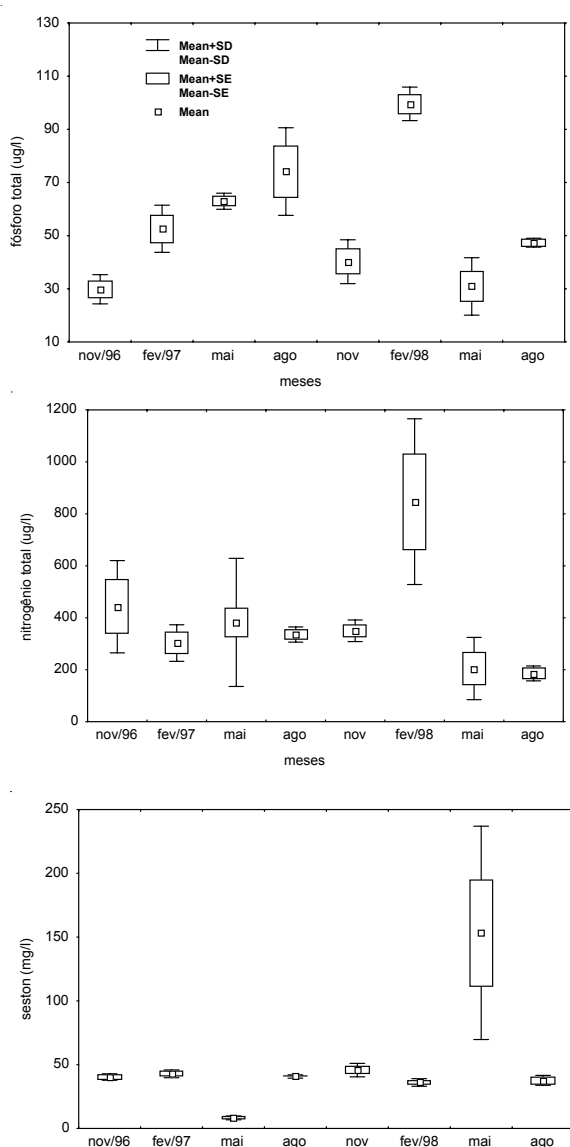 130
Mean+SD
Mean-SD
110
Mean+SE
Mean-SE
90
Mean
70
50
30
10
fósforo total (ug/l)
nov/96 fev/97 mai ago nov fev/98 mai ago
meses
1200
1000
800
600
400
200
0
nitrogênio total (ug/l)
nov/96 fev/97 mai ago nov fev/98 mai ago
meses
250
200
150
100
50
0
seston (mg/l)
nov/96 fev/97 mai ago nov fev/98 mai ago